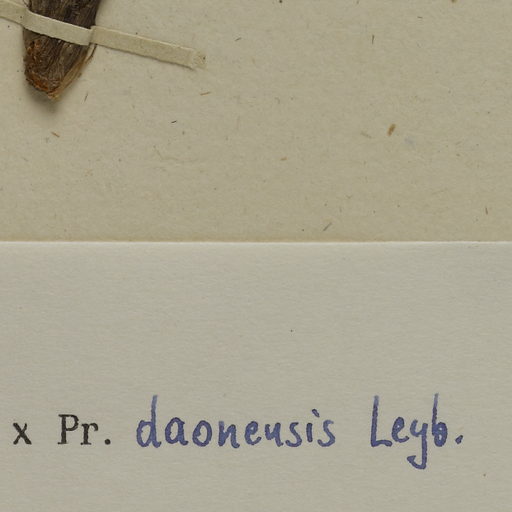 x Pr. daonensis Leyb.